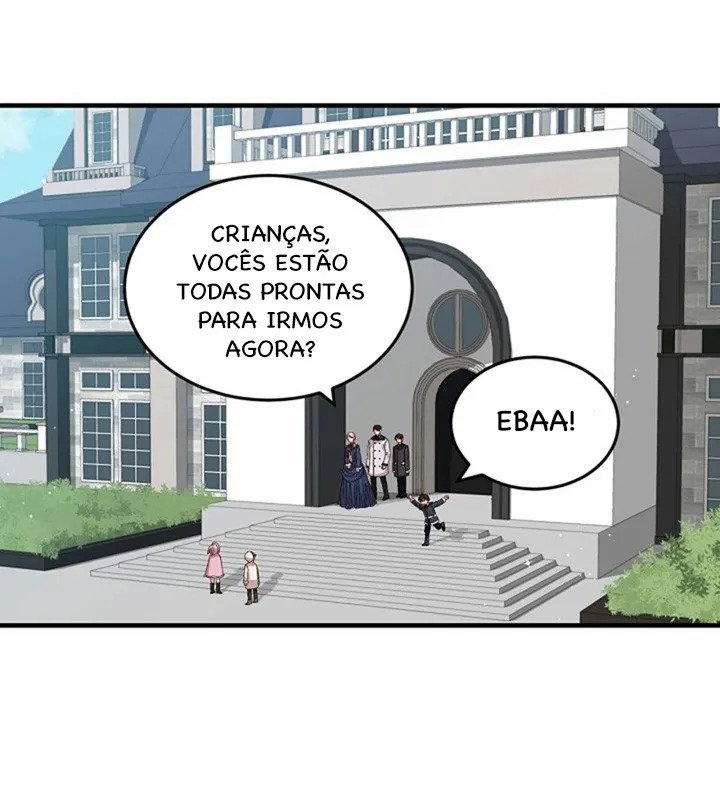 CRIANÇAS,
VOCÊS ESTÃO
TODAS PRONTAS
PARA IRMOS
AGORA?
EBAA!